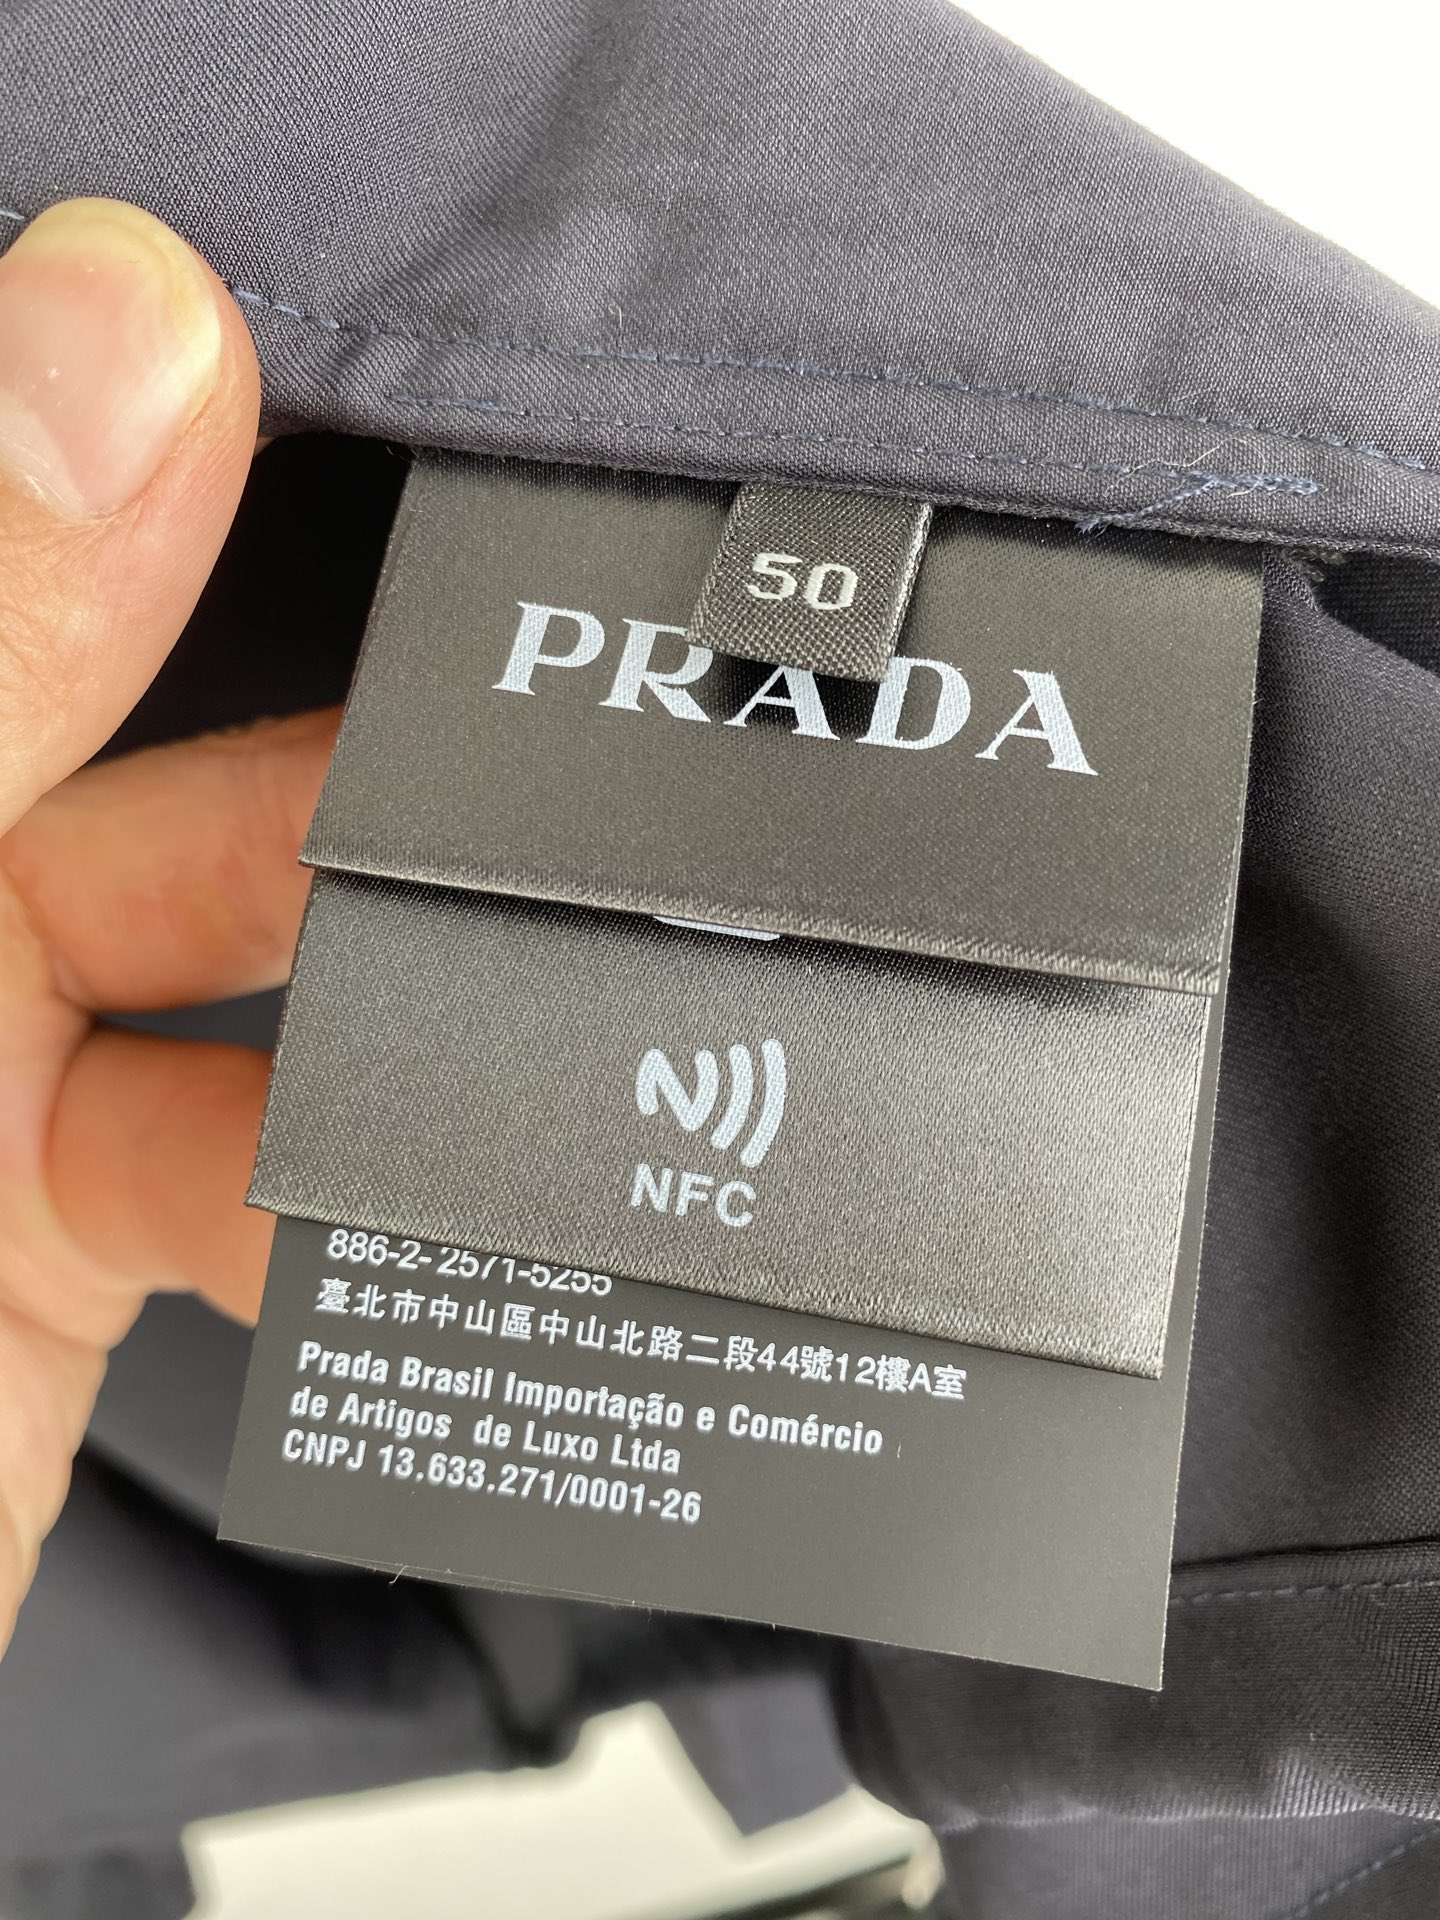 50
PRADA
NFC
886-2-2571-5255
臺北市中山區中山北路二段44號12樓A室
Prada Brasil Importação e Comércio
de Artigos de Luxo Ltda
CNPJ 13.633.271/0001-26